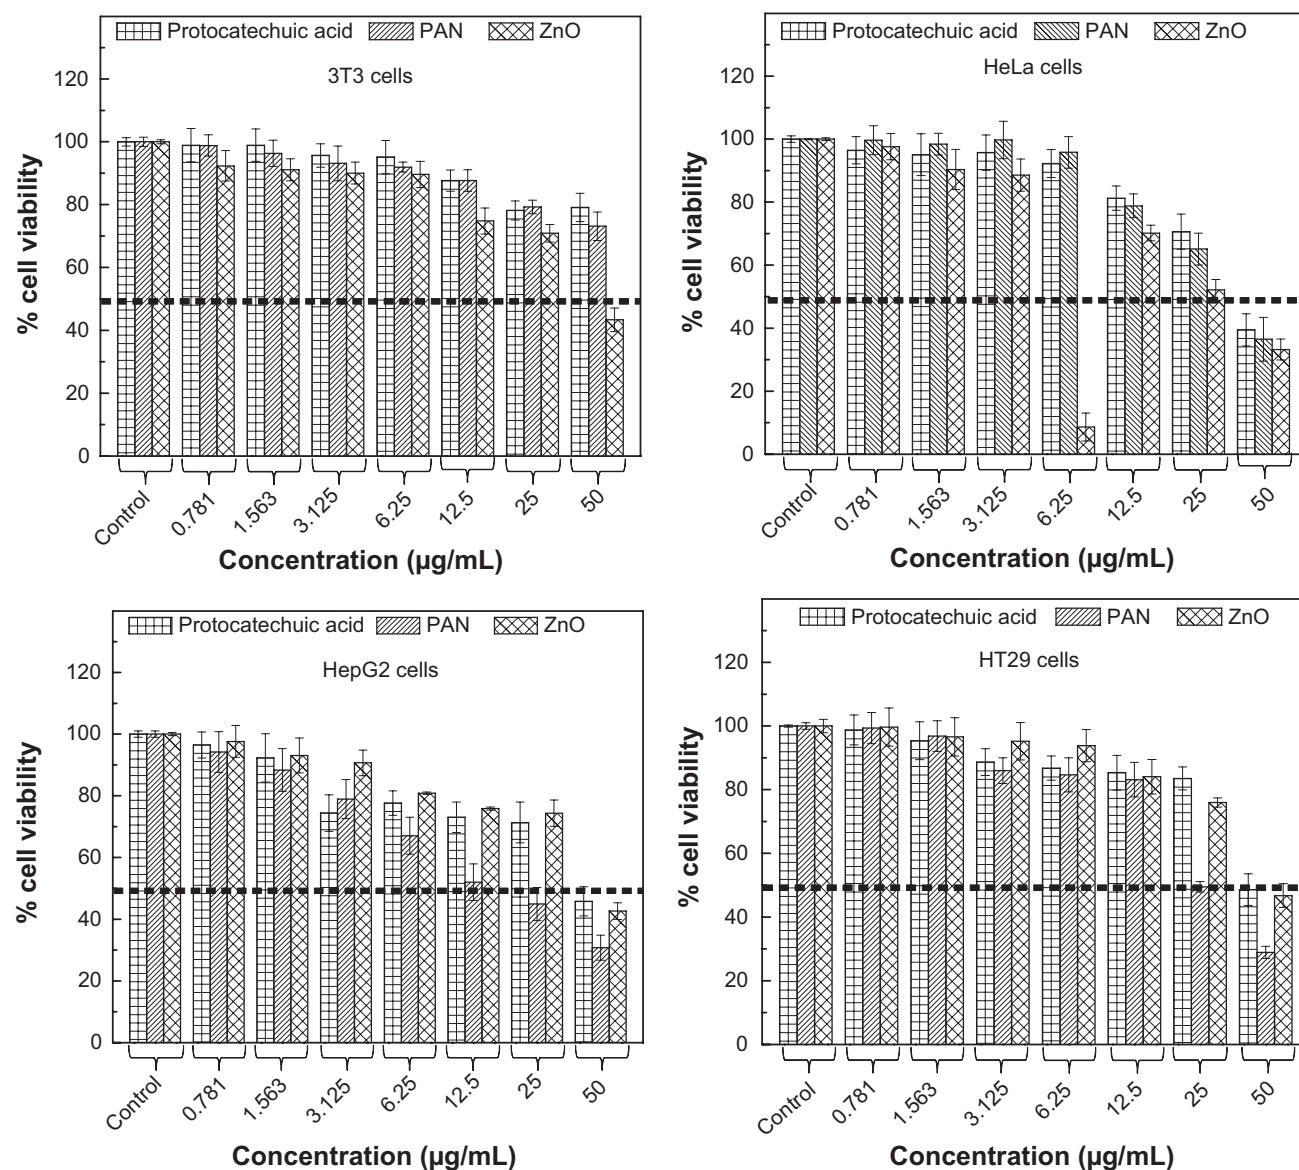 Protocatechuic acid PAN ZnO
3T3 cells
% cell viability
120
100
80
60
40
20
0
Control 0.781 1.563 3.125 6.25 12.5 25 50
Concentration (µg/mL)
Protocatechuic acid PAN ZnO
HeLa cells
% cell viability
120
100
80
60
40
20
0
Control 0.781 1.563 3.125 6.25 12.5 25 50
Concentration (µg/mL)
Protocatechuic acid PAN ZnO
HepG2 cells
% cell viability
120
100
80
60
40
20
0
Control 0.781 1.563 3.125 6.25 12.5 25 50
Concentration (µg/mL)
Protocatechuic acid PAN ZnO
HT29 cells
% cell viability
120
100
80
60
40
20
0
Control 0.781 1.563 3.125 6.25 12.5 25 50
Concentration (µg/mL)